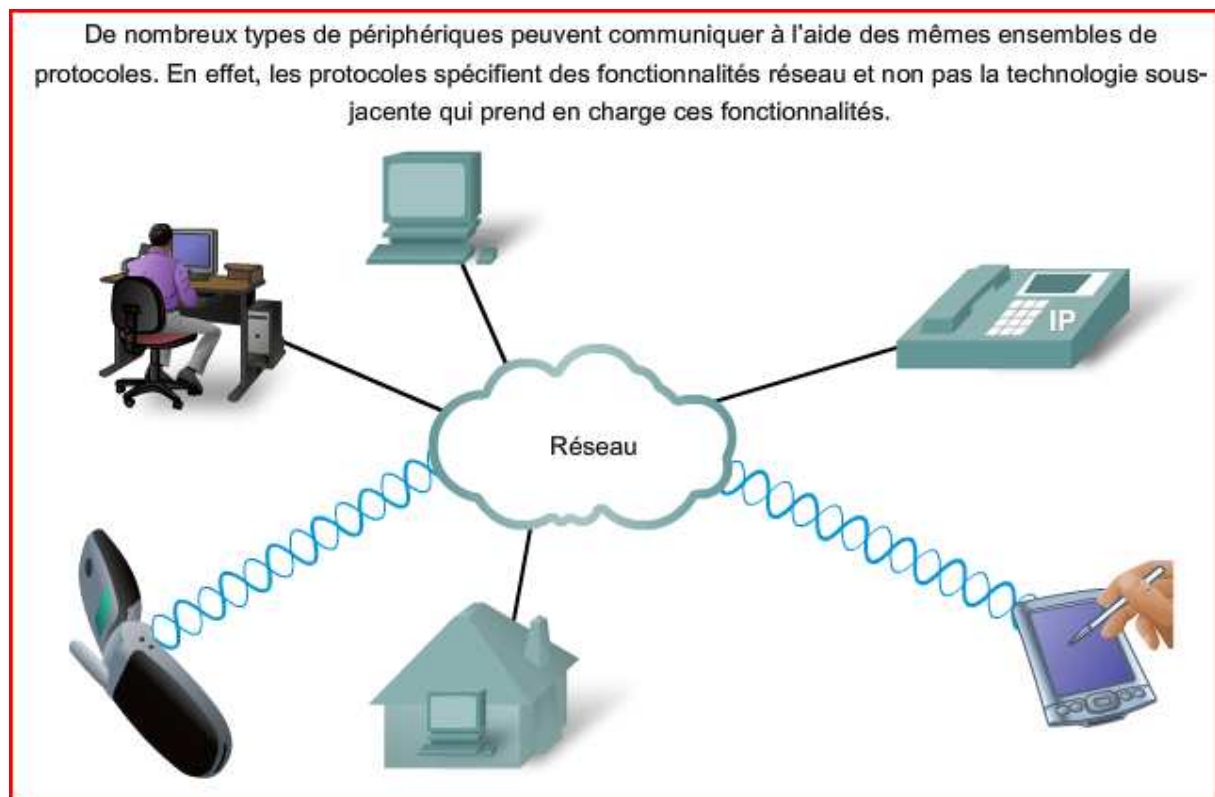 De nombreux types de périphériques peuvent communiquer à l'aide des mêmes ensembles de
protocoles. En effet, les protocoles spécifient des fonctionnalités réseau et non pas la technologie sous-
jacente qui prend en charge ces fonctionnalités.
IP
Réseau